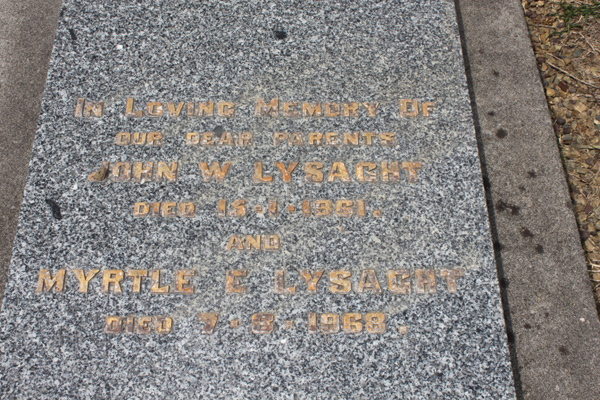 IN LOVING MEMORY OF
OUR DEAR PARENTS
JOHN W LYSAGHT
DIED 15-1-1961.
AND
MYRTLE E LYSAGHT
DIED 7-8-1968.